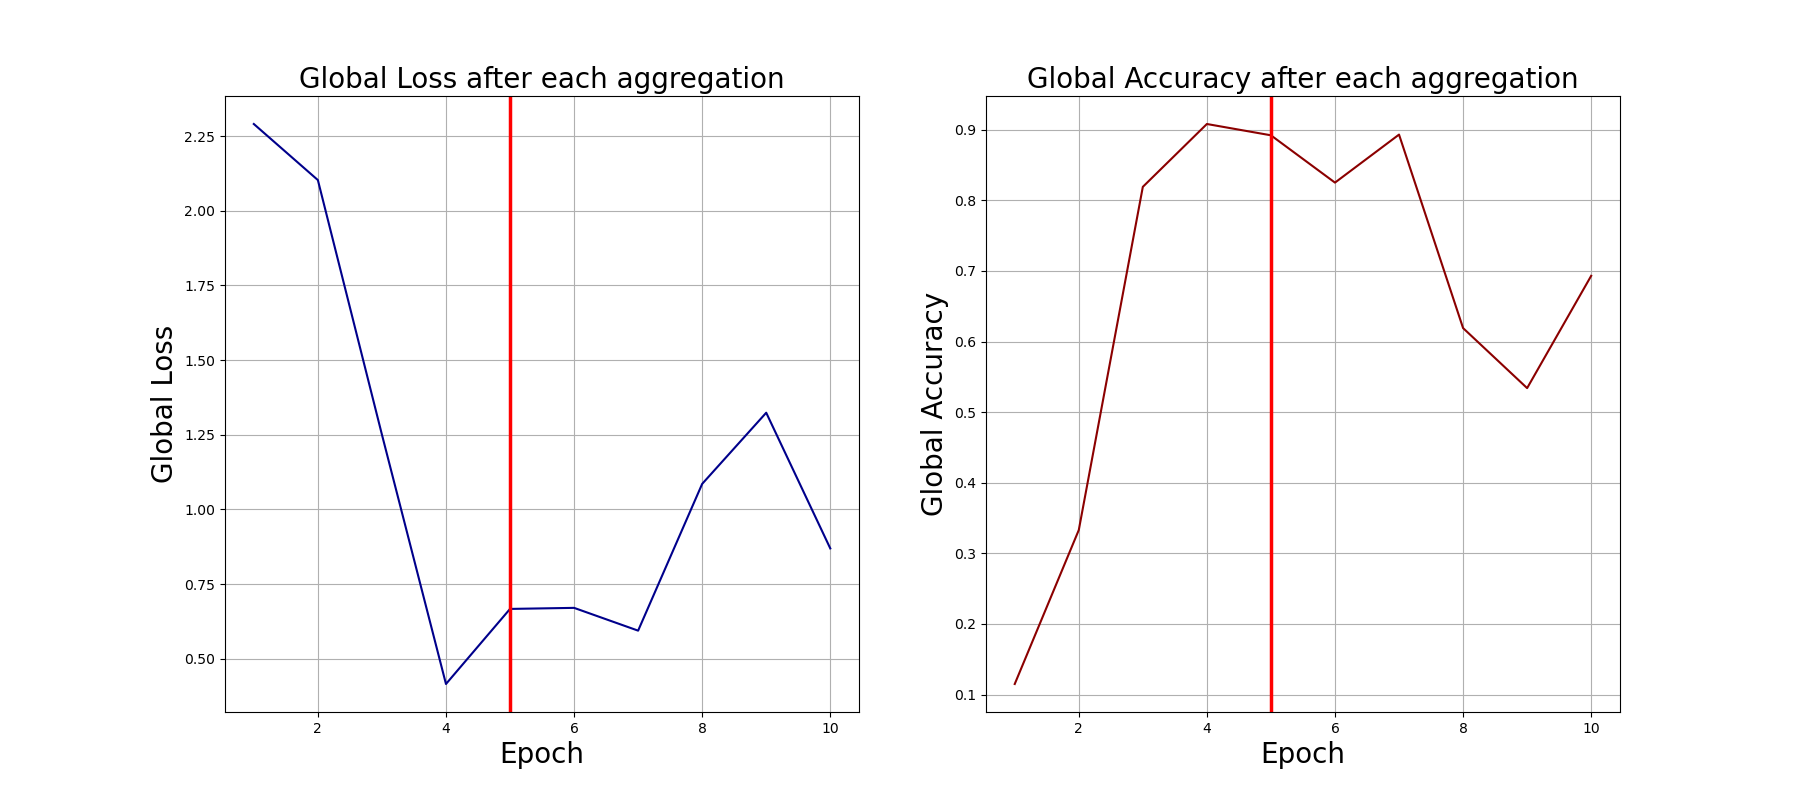 Global Loss after each aggregation
Global Loss
2.25
2.00
1.75
1.50
1.25
1.00
0.75
0.50
2 4 6 8 10
Epoch
Global Accuracy after each aggregation
Global Accuracy
0.9
0.8
0.7
0.6
0.5
0.4
0.3
0.2
0.1
2 4 6 8 10
Epoch